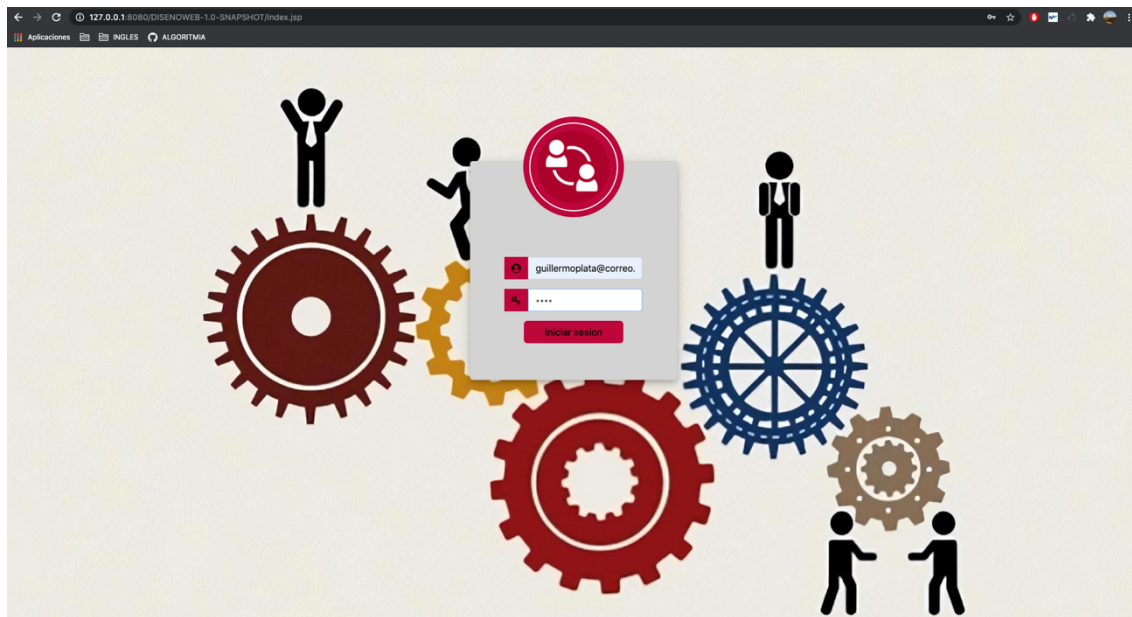 127.0.0.1:8080/DISENOWEB-1.0-SNAPSHOT/index.jsp
Aplicaciones INGLES ALGORITMIA
guillermoplata@correo.
••••
Iniciar sesion